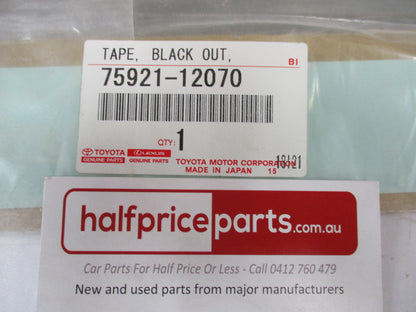 TAPE, BLACK OUT,
BI
75921-12070
QTY: 1
TOYOTA LEXUS
GENUINE PARTS GENUINE PARTS
TOYOTA MOTOR CORPORATION
MADE IN JAPAN 15
halfpriceparts.com.au
Car Parts For Half Price Or Less - Call 0412 760 479
New and used parts from major manufacturers